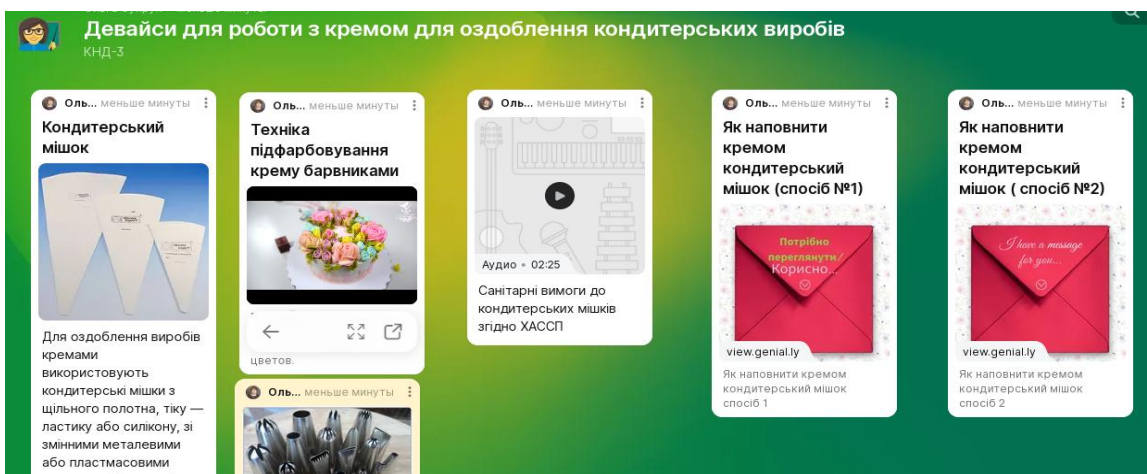 Девайси для роботи з кремом для оздоблення кондитерських виробів
КНД-3
Оль... меньше минуты
Кондитерський
мішок
Для оздоблення виробів
кремами
використовують
кондитерські мішки з
щільного полотна, тіку —
ластику або силікону, зі
змінними металевими
або пластмасовими
Оль... меньше минуты
Техніка
підфарбовування
крему барвниками
цветов.
Оль... меньше минуты
Оль... меньше минуты
Аудио • 02:25
Санітарні вимоги до
кондитерських мішків
згідно ХАССП
Оль... меньше минуты
Як наповнити
кремом
кондитерський
мішок (спосіб №1)
Потрібно
переглянути/
Корисно...
view.genial.ly
Як наповнити кремом
кондитерський мішок
спосіб 1
Оль... меньше минуты
Як наповнити
кремом
кондитерський
мішок ( спосіб №2)
I have a message
for you...
view.genial.ly
Як наповнити кремом
кондитерський мішок
спосіб 2